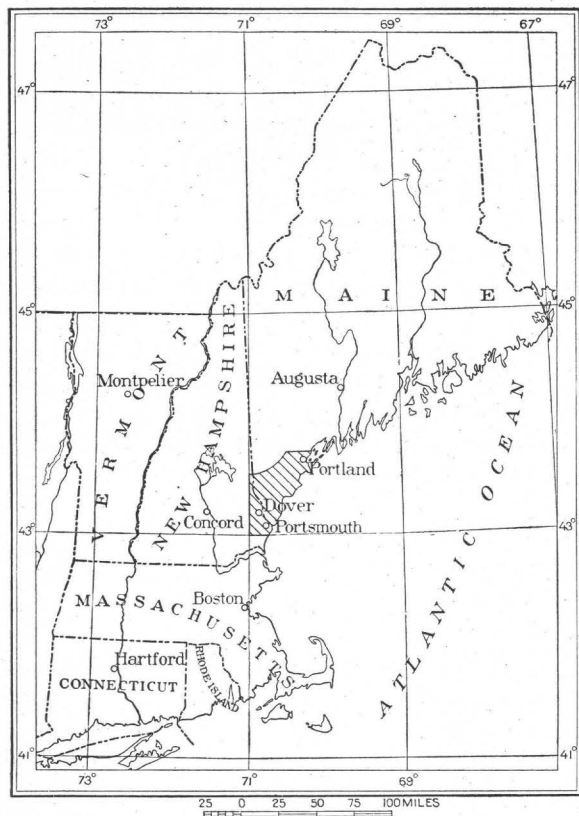 73°
71°
67°
47°
47°
MAINE
45°
45°
VERMONT
NEW HAMPSHIRE
Montpelier
Augusta
Portland
Dover
Concord
Portsmouth
43°
43°
ATLANTIC OCEAN
MASSACHUSETTS
Boston
Hartford
CONNECTICUT
RHODE ISLAND
41°
41°
73°
71°
69°
25 0 25 50 75 100 MILES